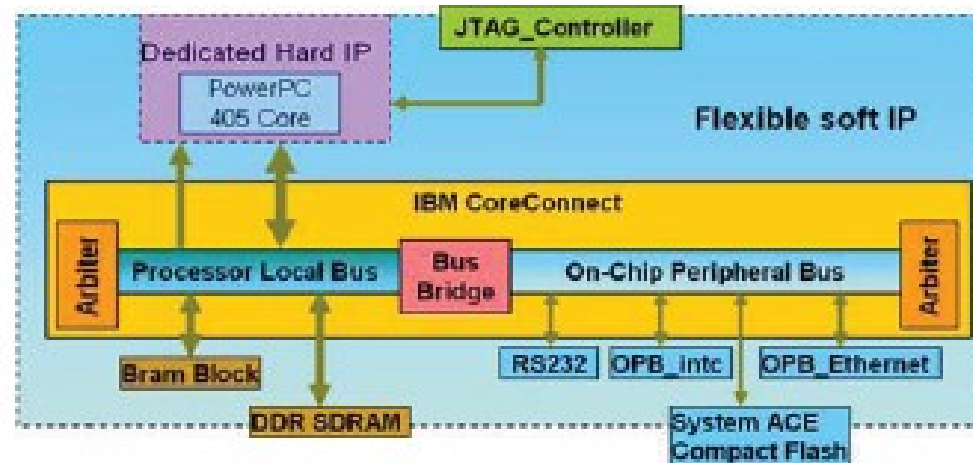 JTAG_Controller
Dedicated Hard IP
PowerPC
405 Core
Flexible soft IP
IBM CoreConnect
Arbiter
Processor Local Bus
Bus
Bridge
On-Chip Peripheral Bus
Arbiter
Bram Block
RS232
OPB_intc
OPB_Ethernet
DDR SDRAM
System ACE
Compact Flash